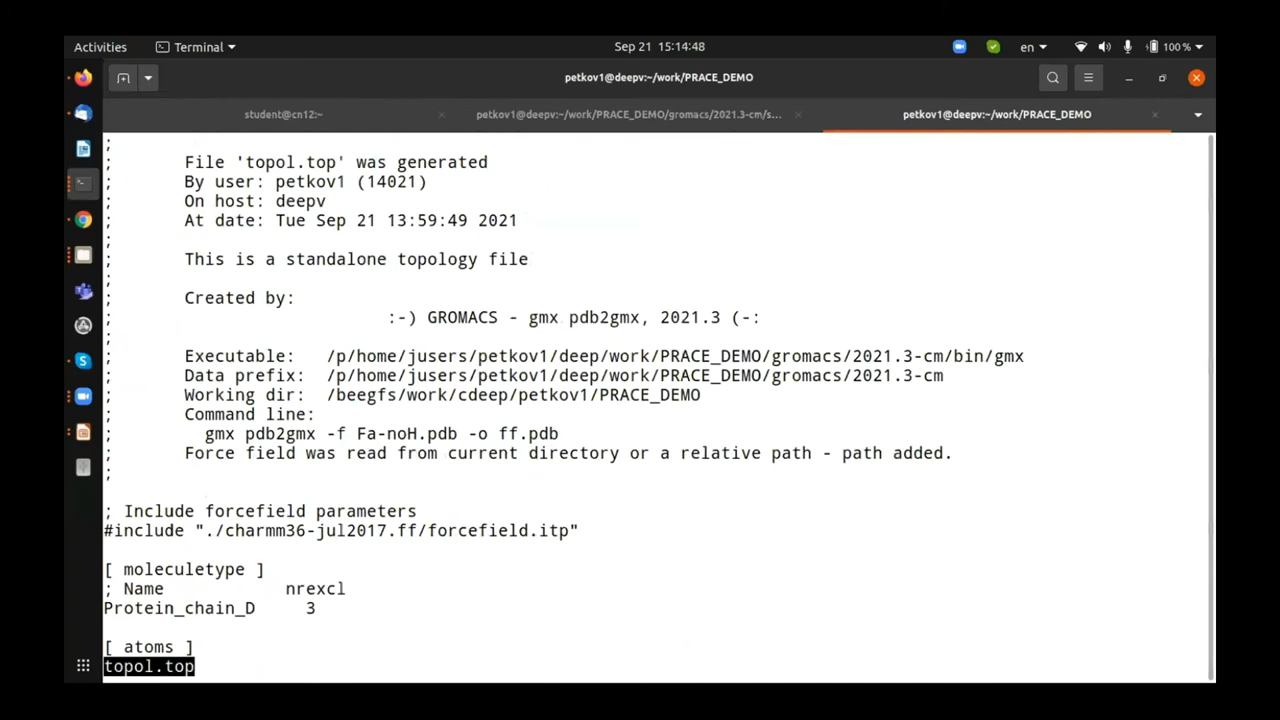 Activities
Terminal
Sep 21 15:14:48
en
100 %
petkov1@deepv:~/work/PRACE_DEMO
student@cn12:~
petkov1@deepv:~/work/PRACE_DEMO/gromacs/2021.3-cm/s...
petkov1@deepv:~/work/PRACE_DEMO
;
; File 'topol.top' was generated
; By user: petkov1 (14021)
; On host: deepv
; At date: Tue Sep 21 13:59:49 2021
;
; This is a standalone topology file
;
; Created by:
; :-) GROMACS - gmx pdb2gmx, 2021.3 (-:
;
; Executable: /p/home/jusers/petkov1/deep/work/PRACE_DEMO/gromacs/2021.3-cm/bin/gmx
; Data prefix: /p/home/jusers/petkov1/deep/work/PRACE_DEMO/gromacs/2021.3-cm
; Working dir: /beegfs/work/cdeep/petkov1/PRACE_DEMO
; Command line:
; gmx pdb2gmx -f Fa-noH.pdb -o ff.pdb
; Force field was read from current directory or a relative path - path added.
;
; Include forcefield parameters
#include "./charmm36-jul2017.ff/forcefield.itp"
[ moleculetype ]
; Name nrexcl
Protein_chain_D 3
[ atoms ]
topol.top